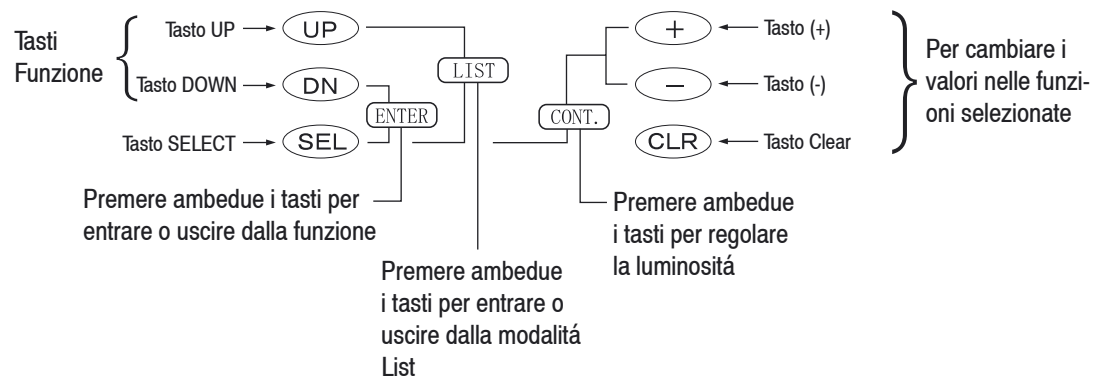 Tasti
Funzione
Tasto UP
UP
Tasto DOWN
DN
Tasto SELECT
SEL
LIST
ENTER
CONT.
+
Tasto (+)
−
Tasto (-)
CLR
Tasto Clear
Per cambiare i
valori nelle funzi-
oni selezionate
Premere ambedue i tasti per
entrare o uscire dalla funzione
Premere ambedue
i tasti per entrare o
uscire dalla modalitá
List
Premere ambedue
i tasti per regolare
la luminositá